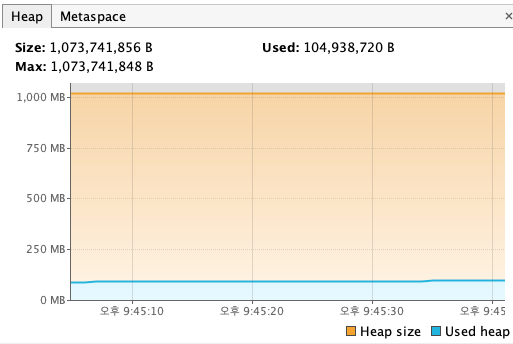 Heap Metaspace ×
Size: 1,073,741,856 B Used: 104,938,720 B
Max: 1,073,741,848 B
1,000 MB
750 MB
500 MB
250 MB
0 MB
오후 9:45:10 오후 9:45:20 오후 9:45:30 오후 9:45
Heap size Used heap